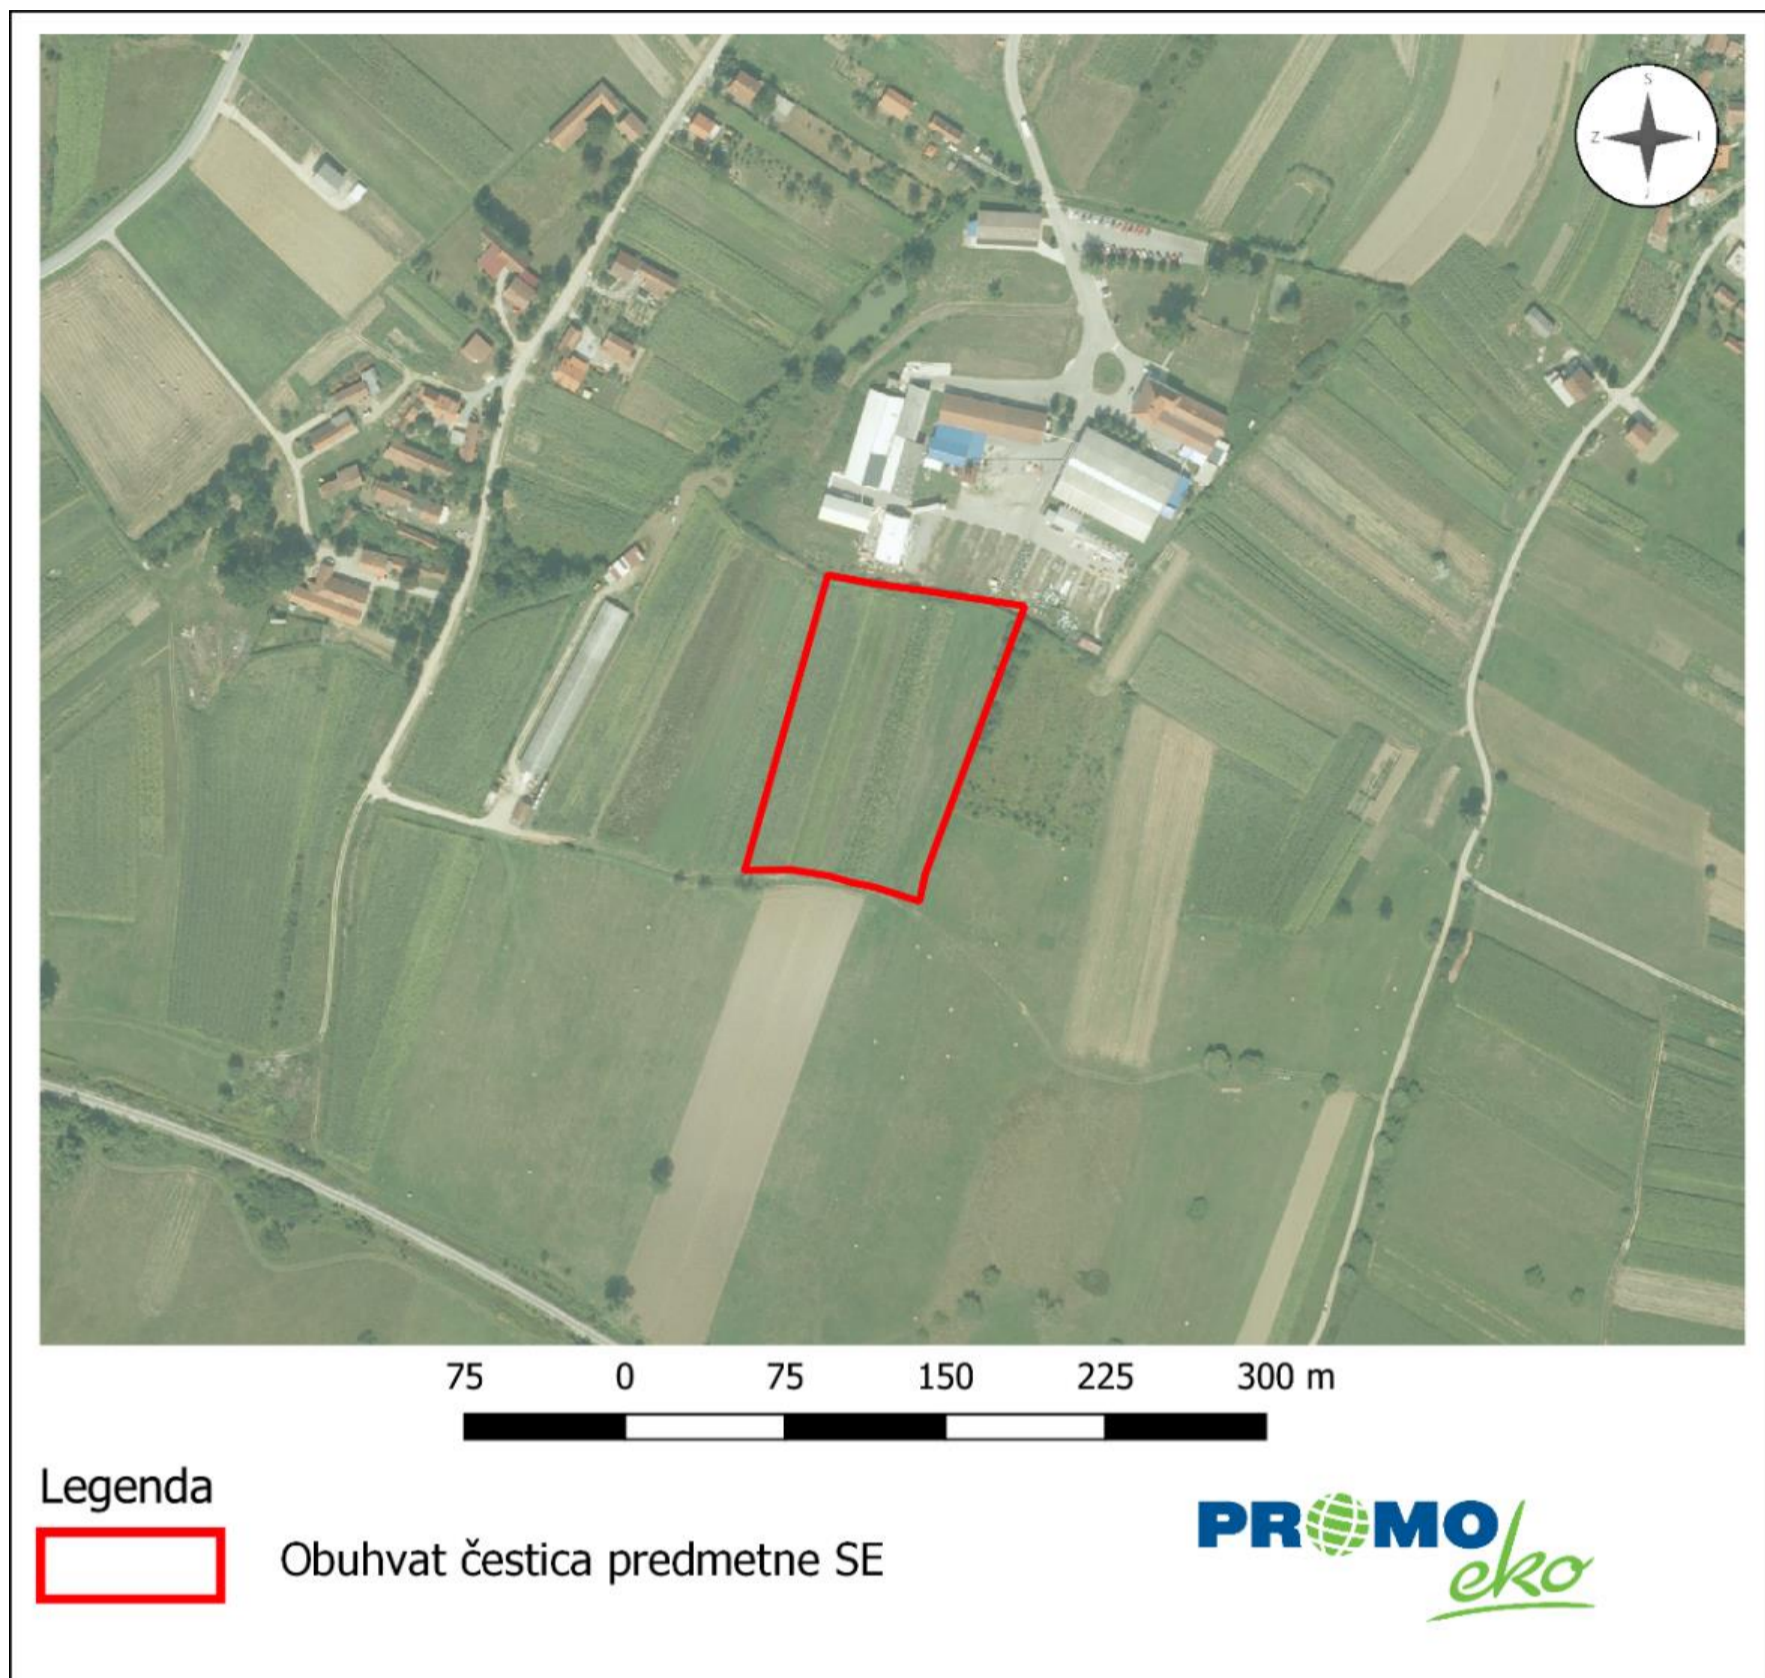 S
Z I
J
75 0 75 150 225 300 m
Legenda
Obuhvat čestica predmetne SE
PROMO
eko